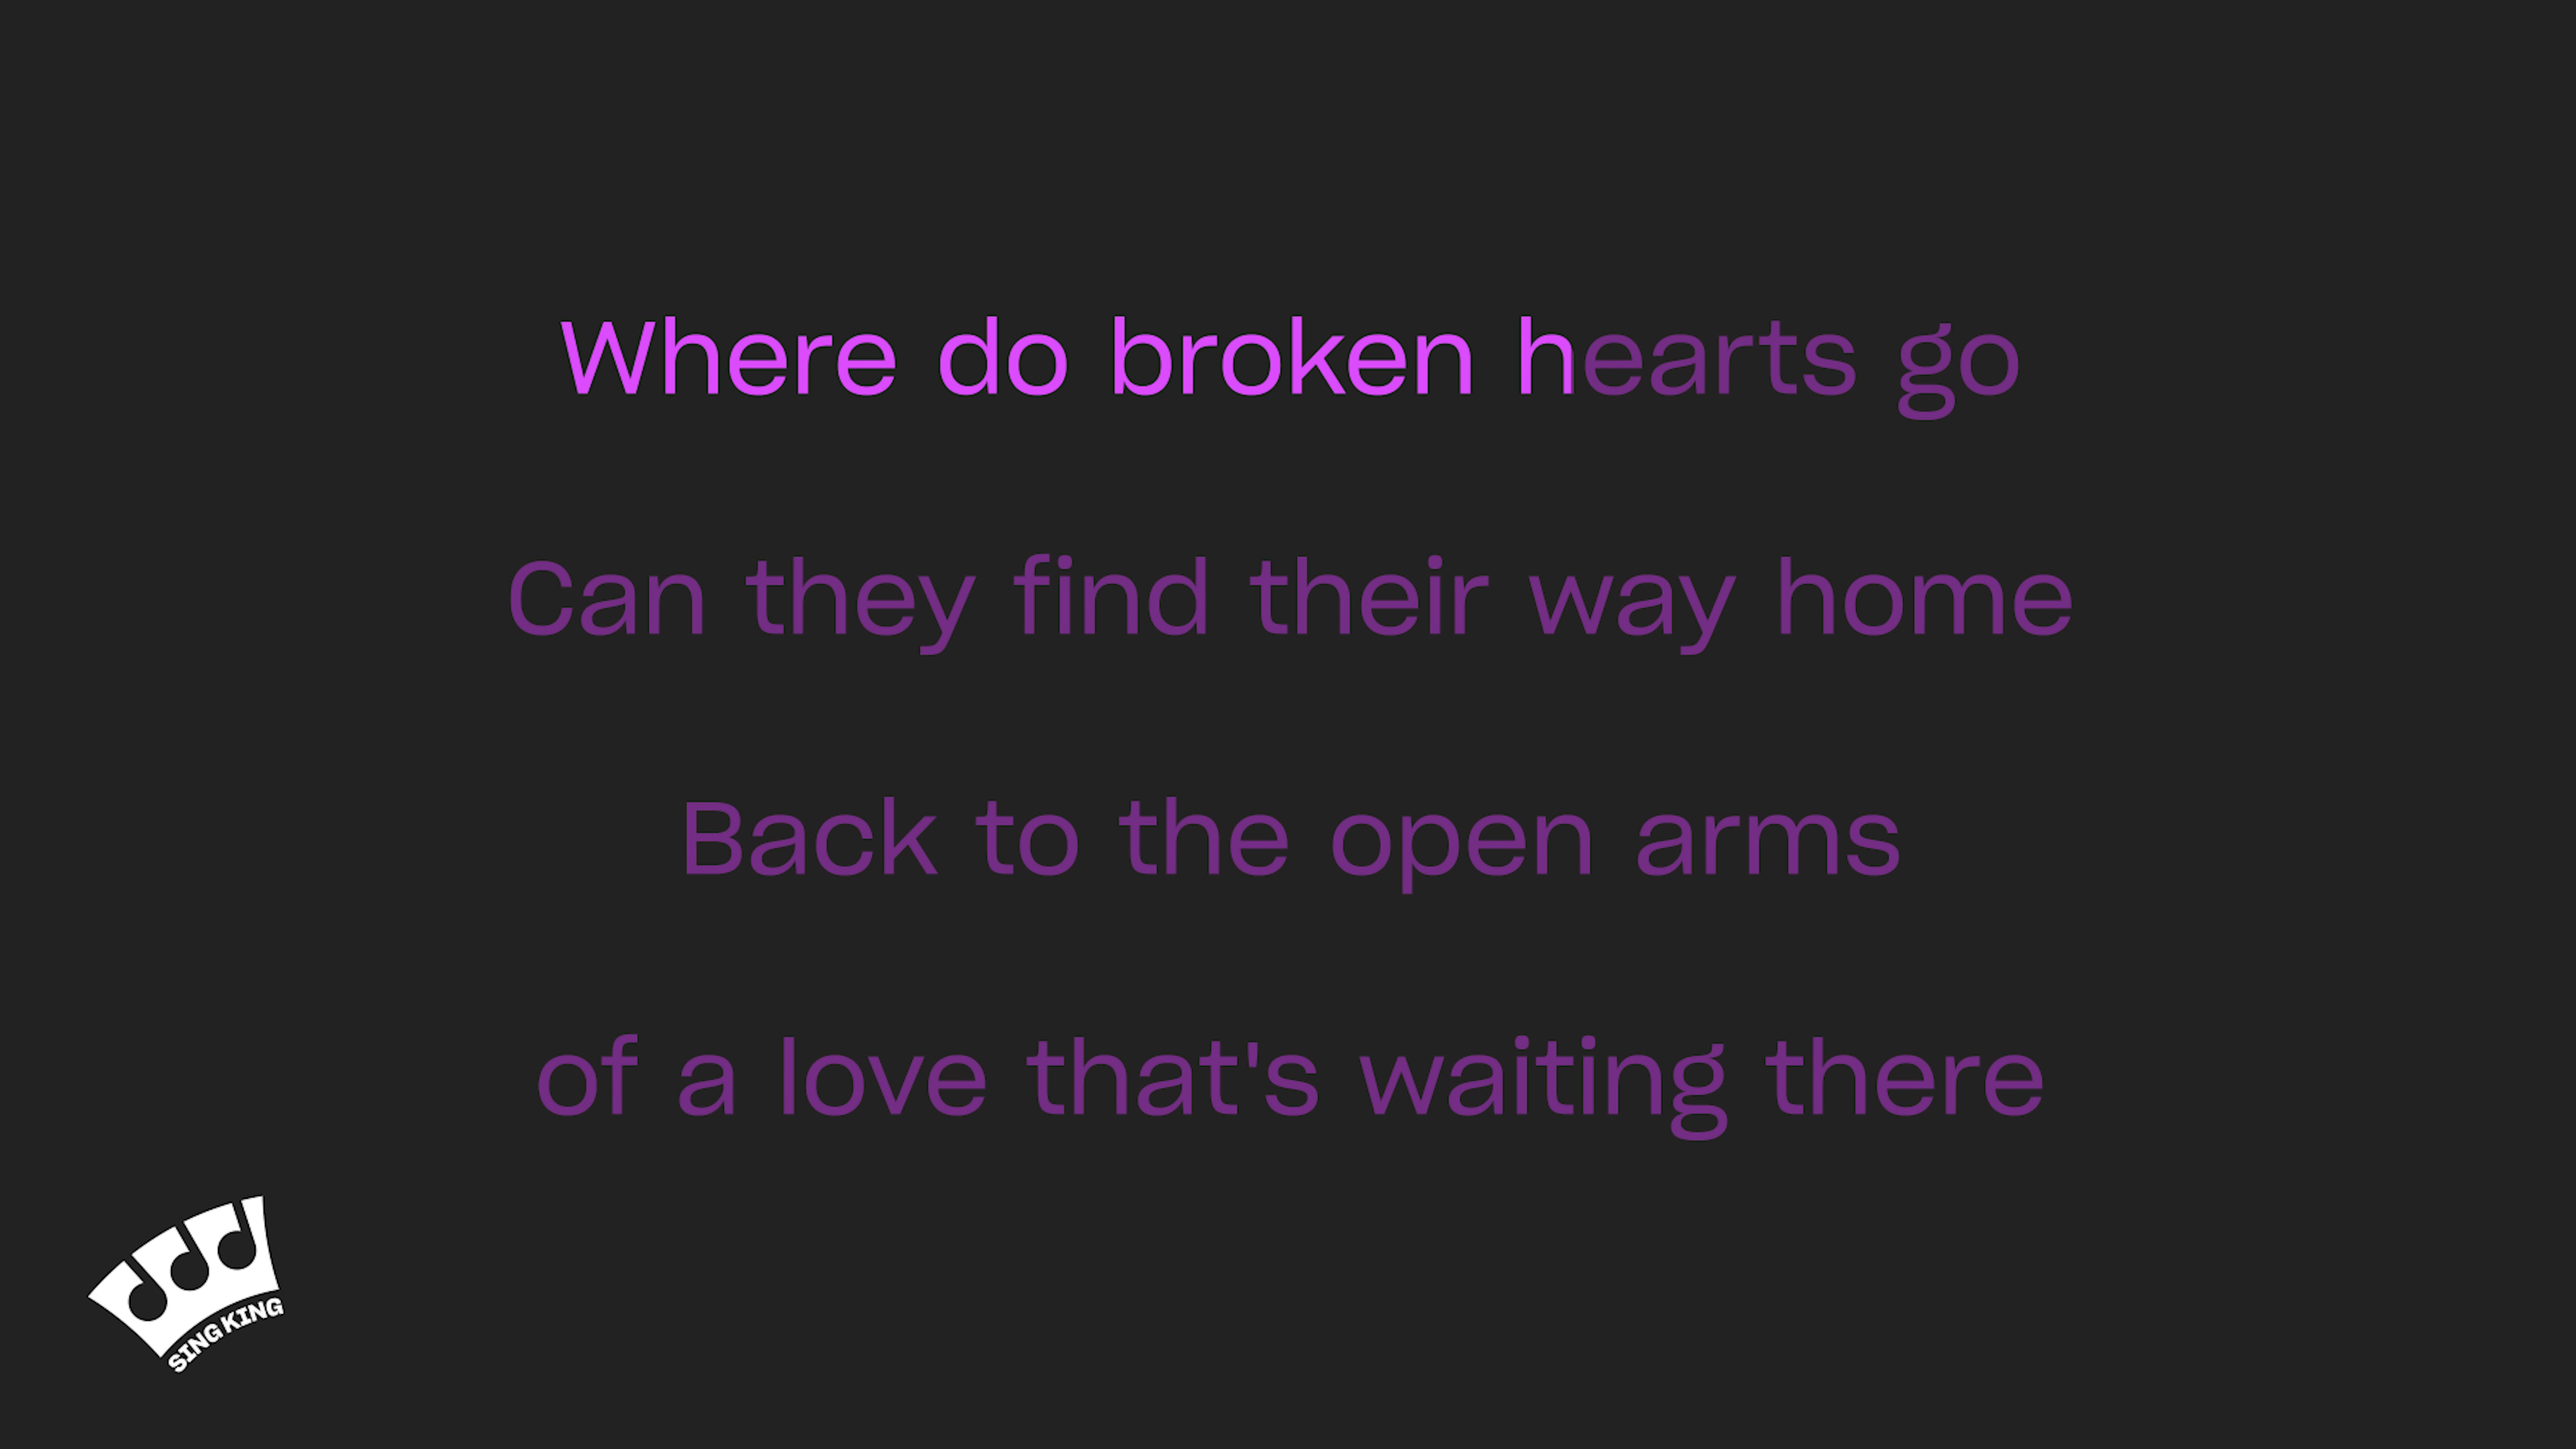 Where do broken hearts go
Can they find their way home
Back to the open arms
of a love that's waiting there
SING KING